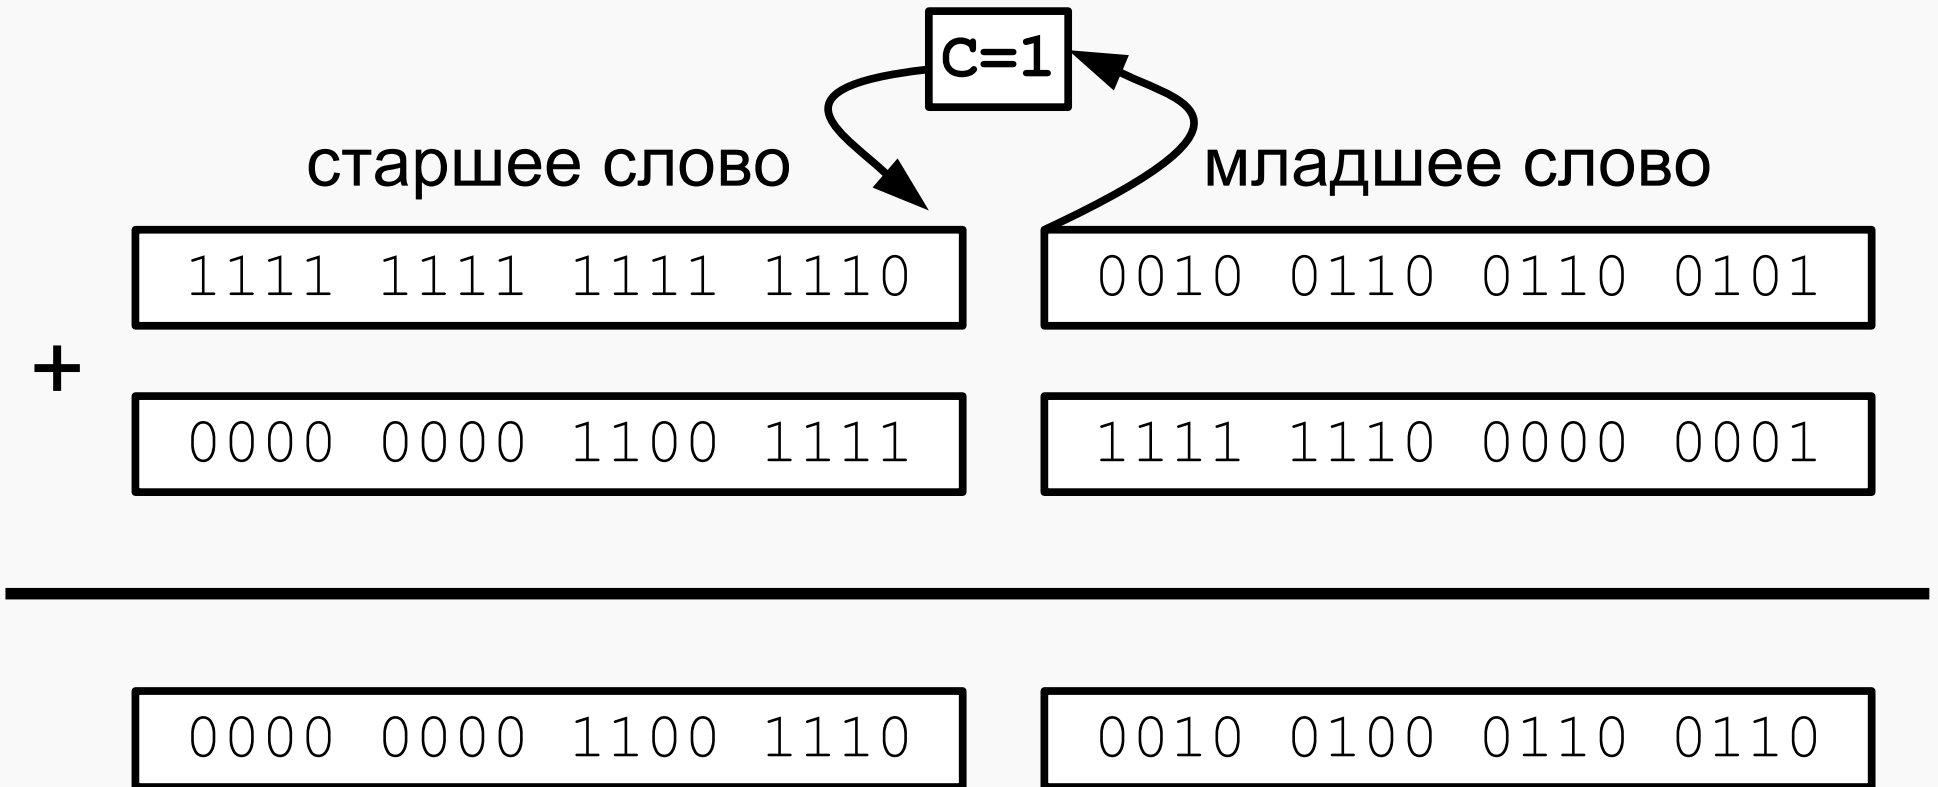 C=1
старшее слово младшее слово
1111 1111 1111 1110 0010 0110 0110 0101
+
0000 0000 1100 1111 1111 1110 0000 0001
0000 0000 1100 1110 0010 0100 0110 0110